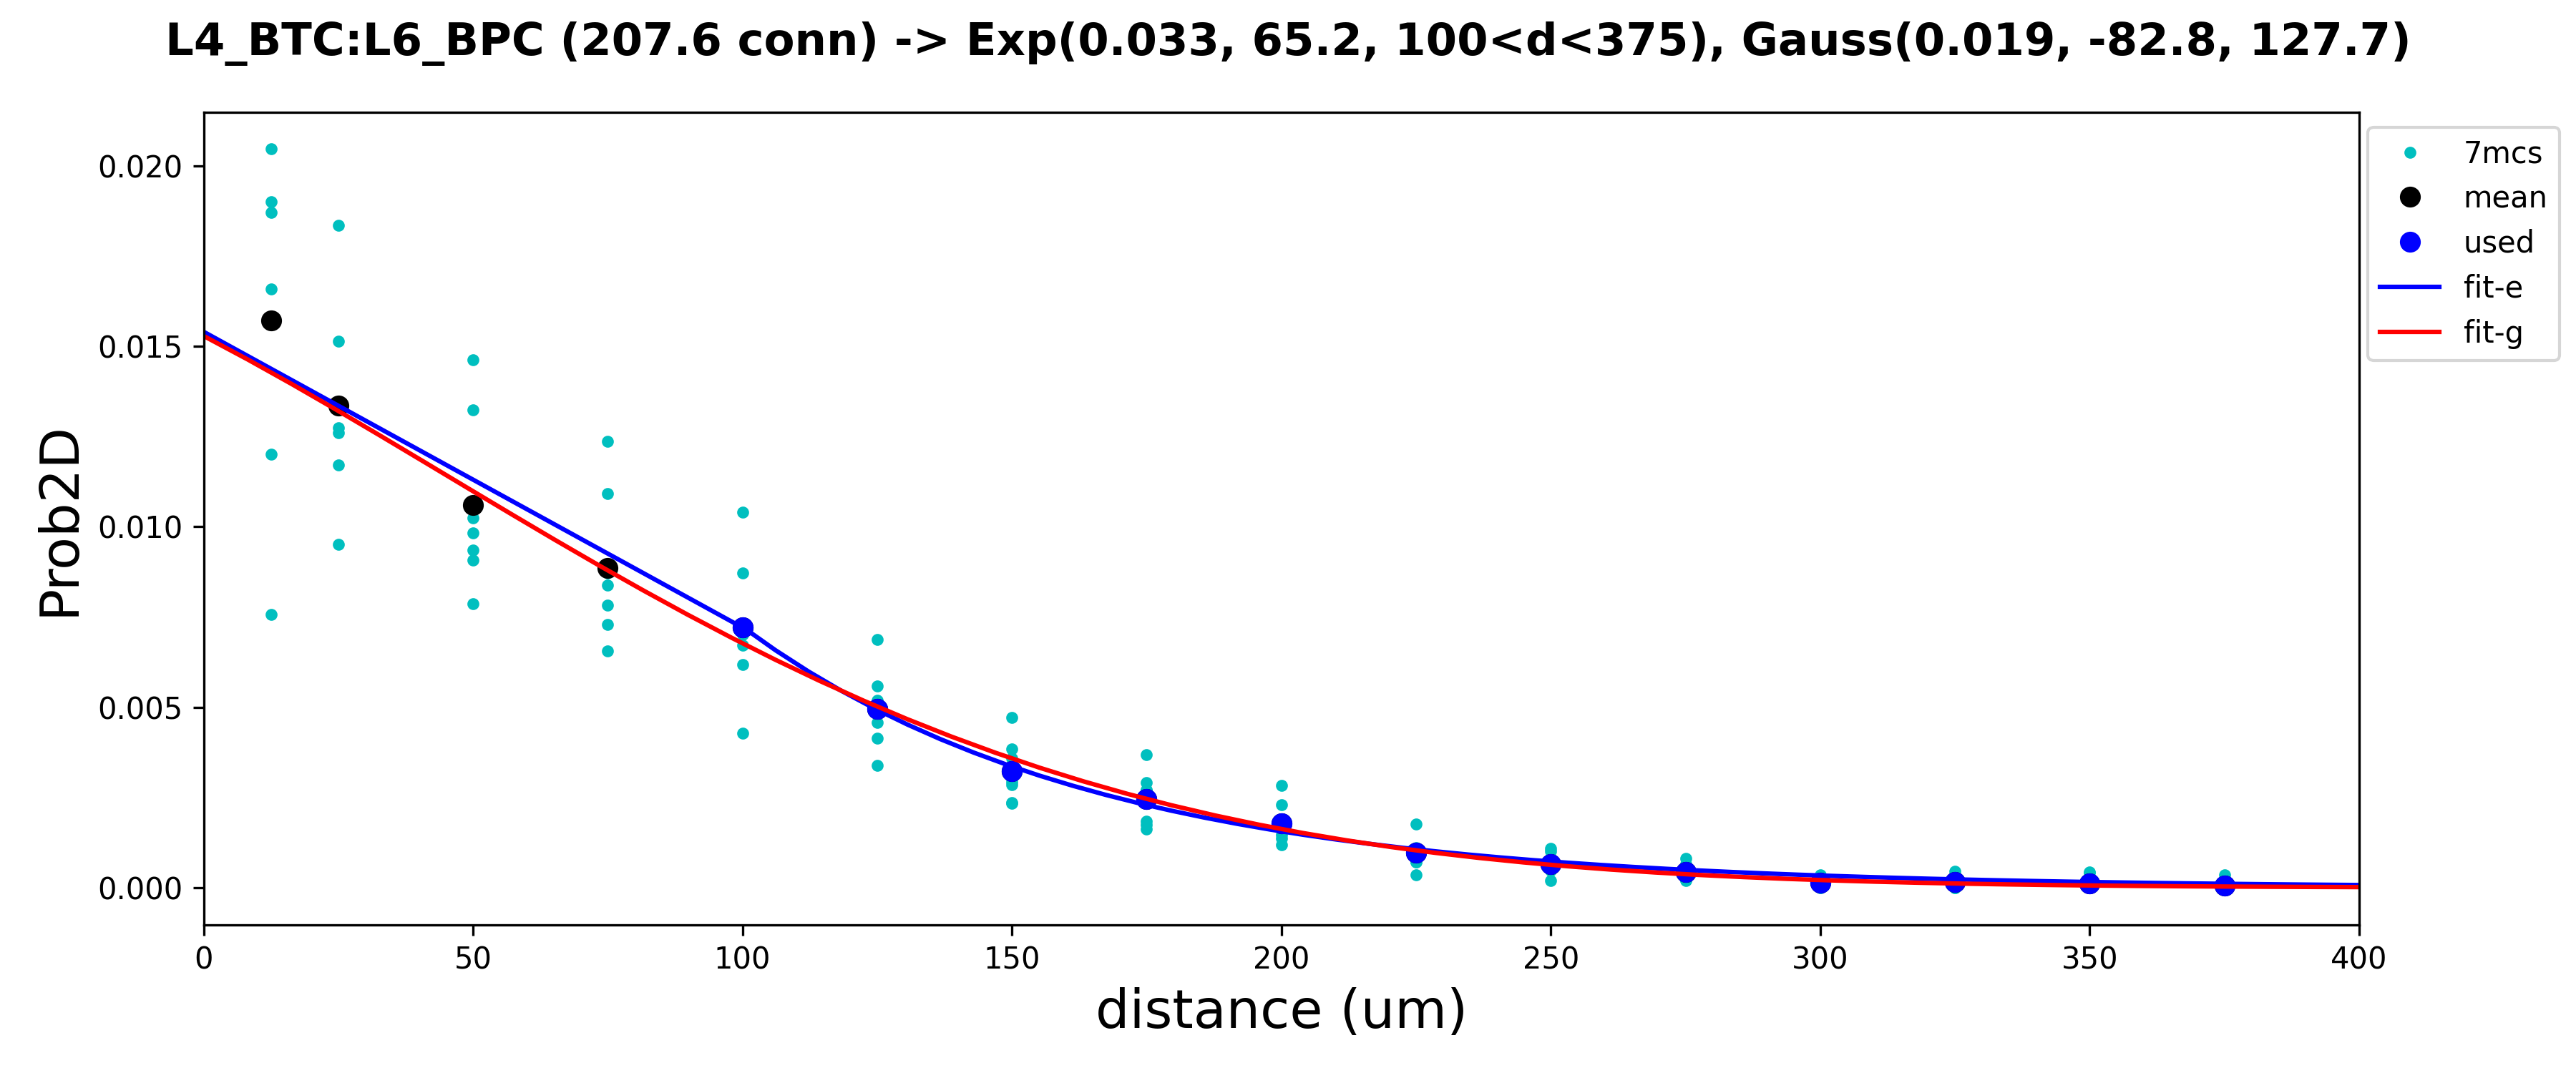 L4_BTC:L6_BPC (207.6 conn) -> Exp(0.033, 65.2, 100<d<375), Gauss(0.019, -82.8, 127.7)
7mcs
mean
used
fit-e
fit-g
Prob2D
0.020
0.015
0.010
0.005
0.000
0 50 100 150 200 250 300 350 400
distance (um)